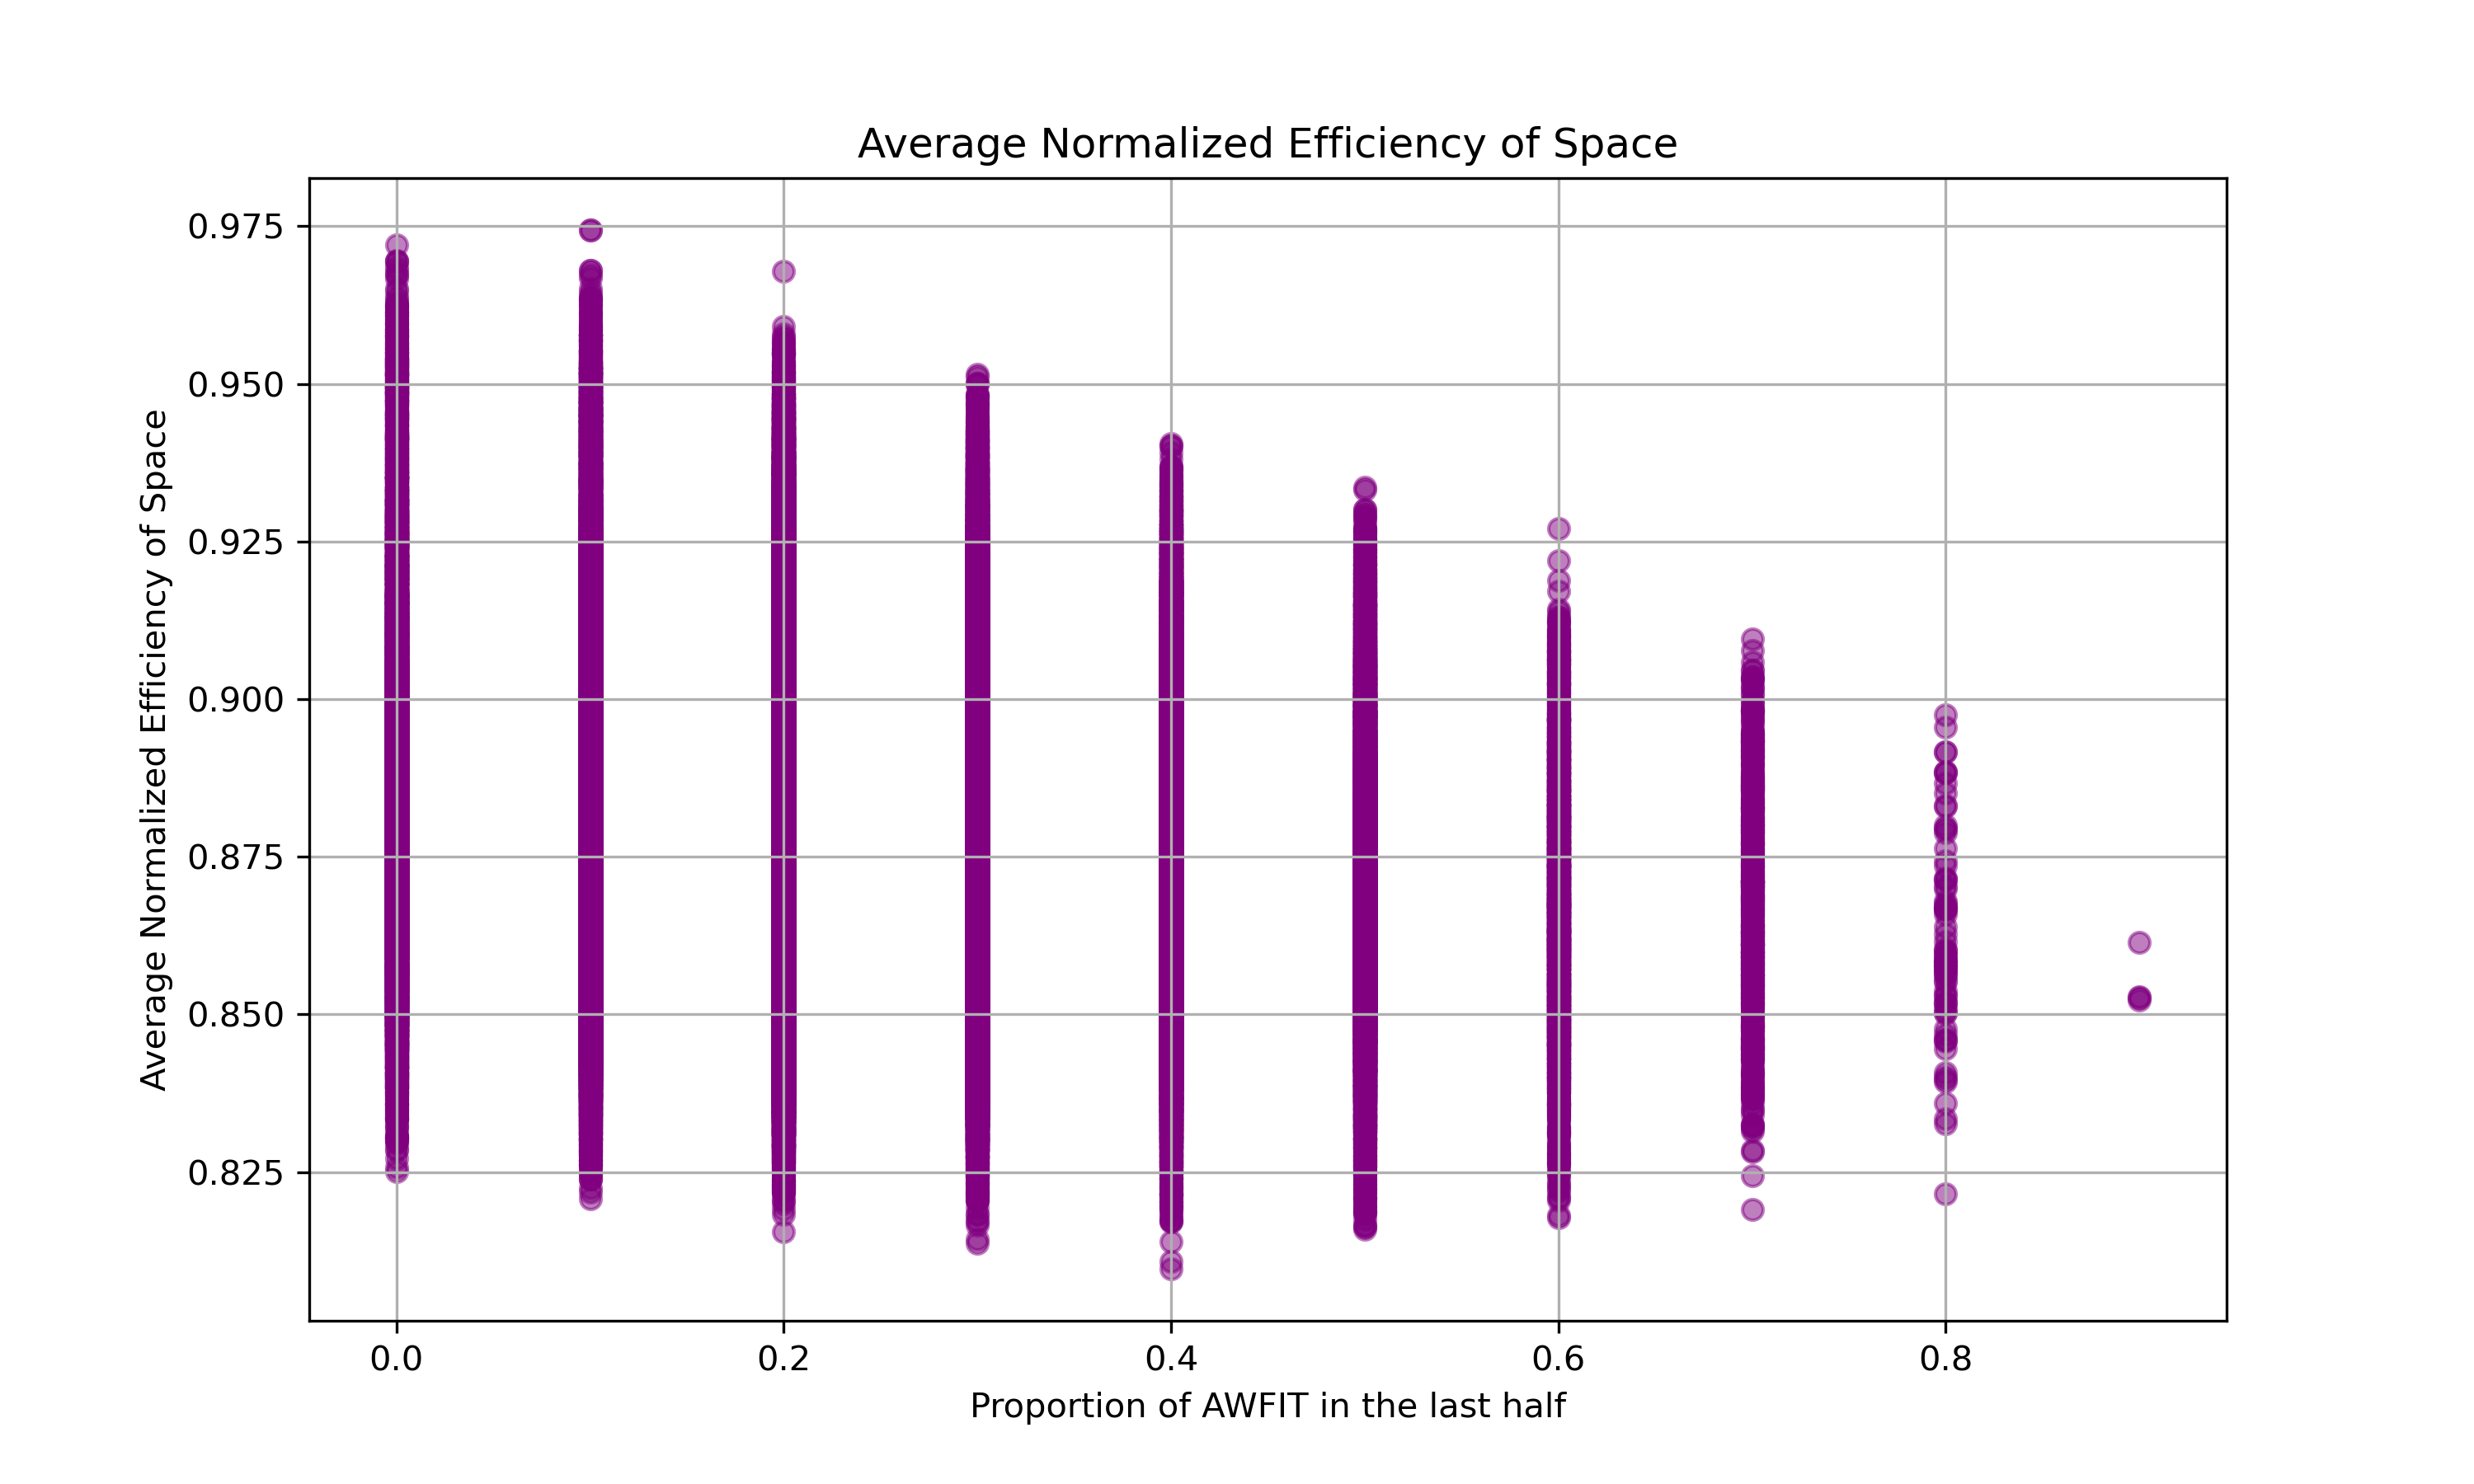 Average Normalized Efficiency of Space
Average Normalized Efficiency of Space
0.975
0.950
0.925
0.900
0.875
0.850
0.825
0.0 0.2 0.4 0.6 0.8
Proportion of AWFIT in the last half